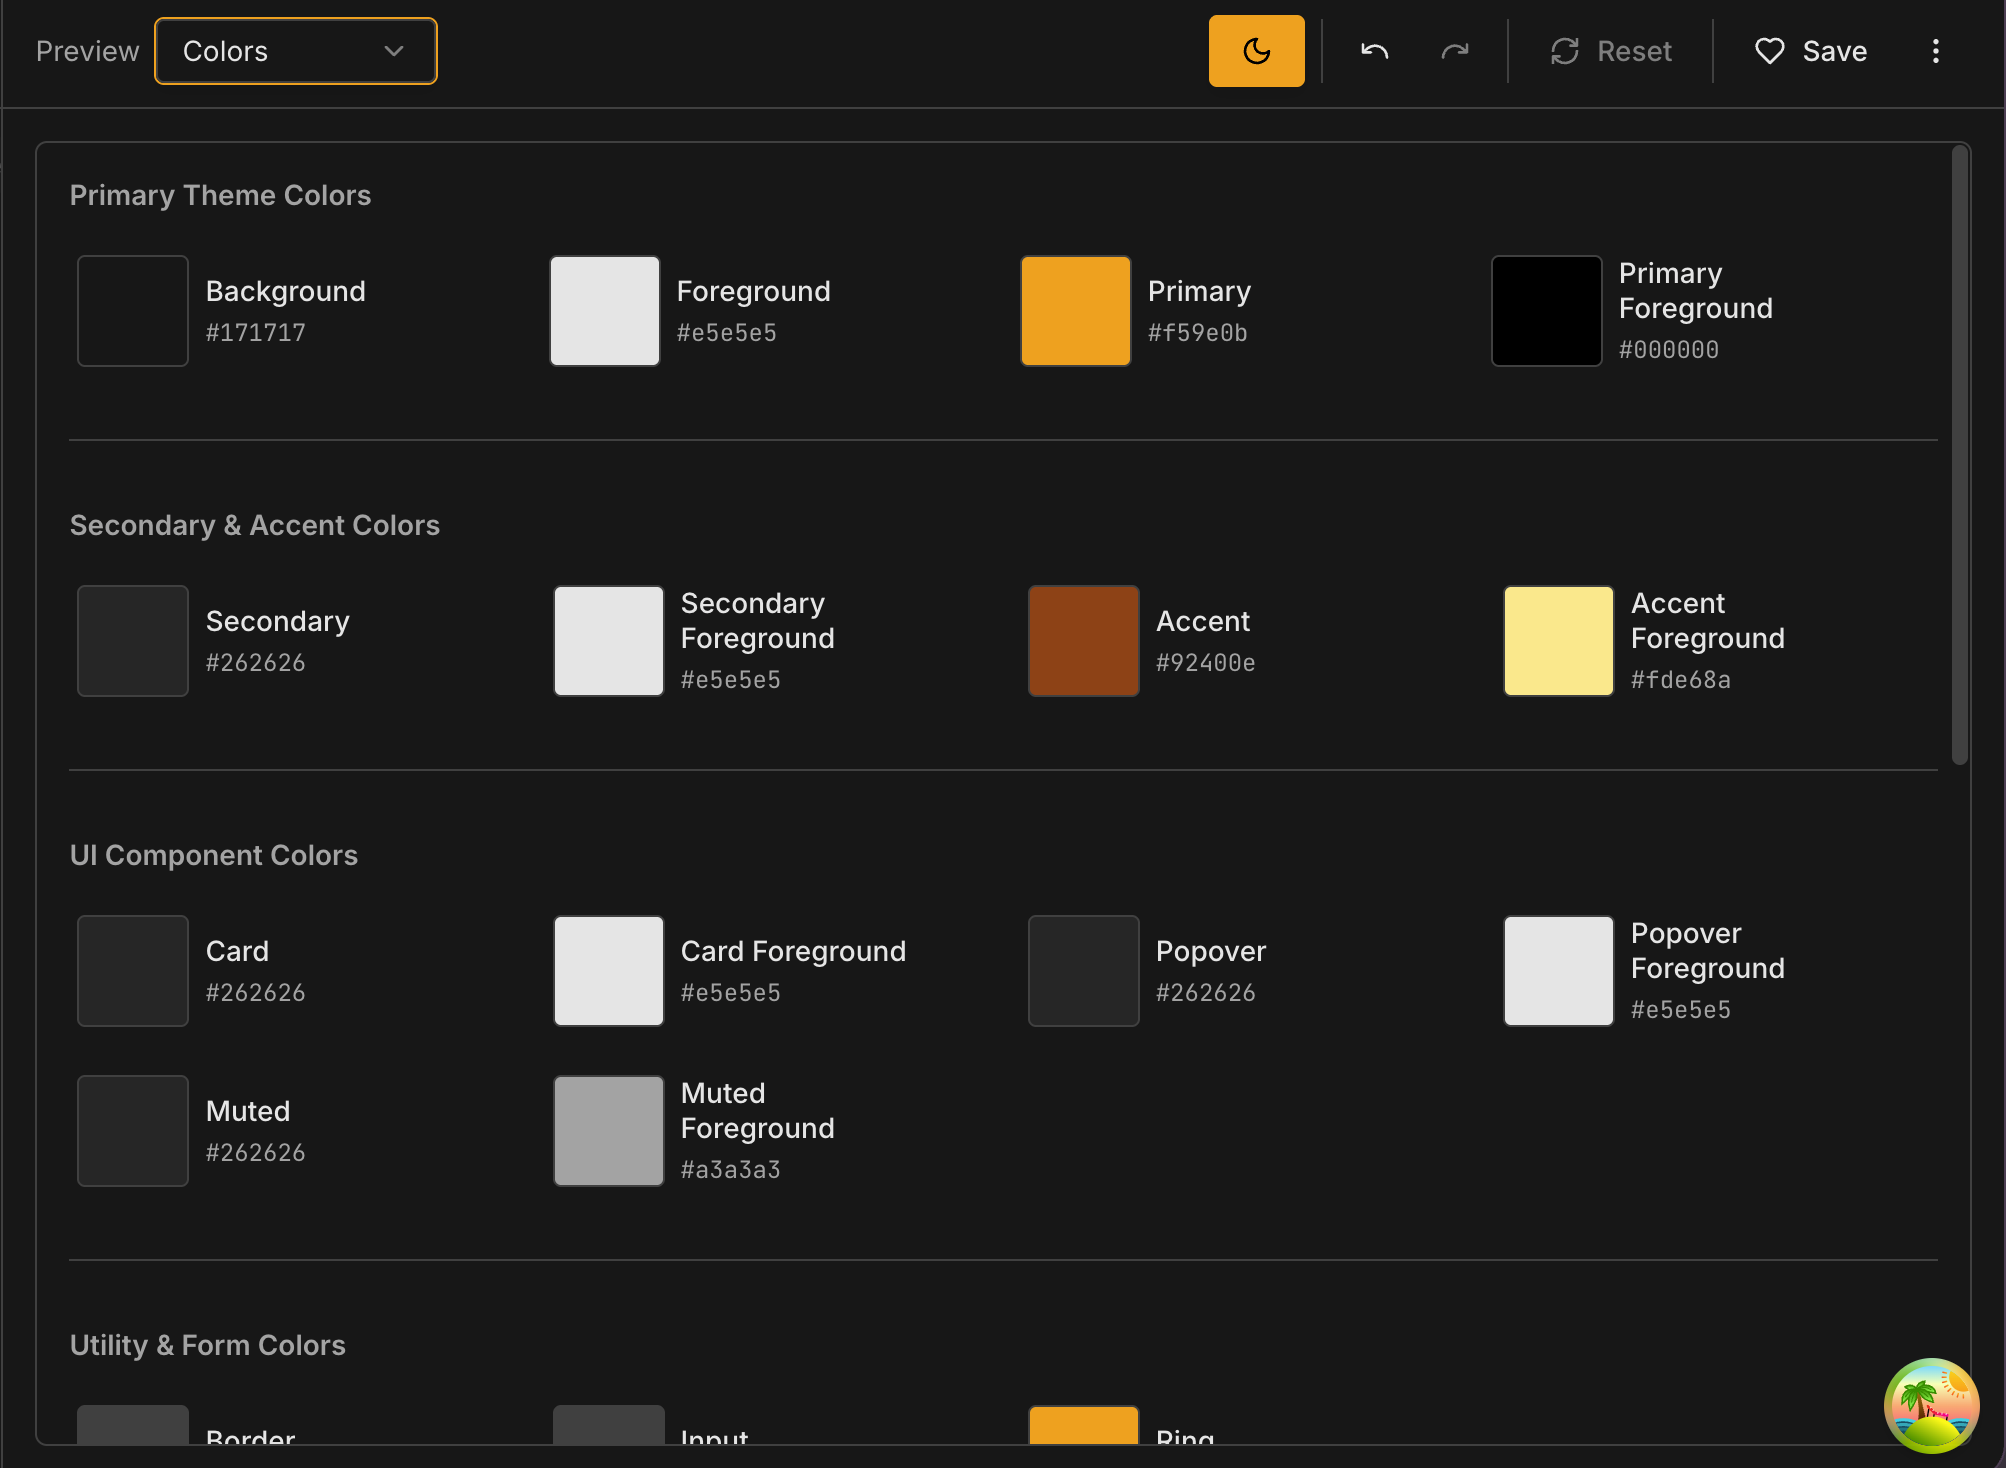 Preview
Colors
Reset
Save
Primary Theme Colors
Background
#171717
Foreground
#e5e5e5
Primary
#f59e0b
Primary
Foreground
#000000
Secondary & Accent Colors
Secondary
#262626
Secondary
Foreground
#e5e5e5
Accent
#92400e
Accent
Foreground
#fde68a
UI Component Colors
Card
#262626
Card Foreground
#e5e5e5
Popover
#262626
Popover
Foreground
#e5e5e5
Muted
#262626
Muted
Foreground
#a3a3a3
Utility & Form Colors
Border
Input
Ring